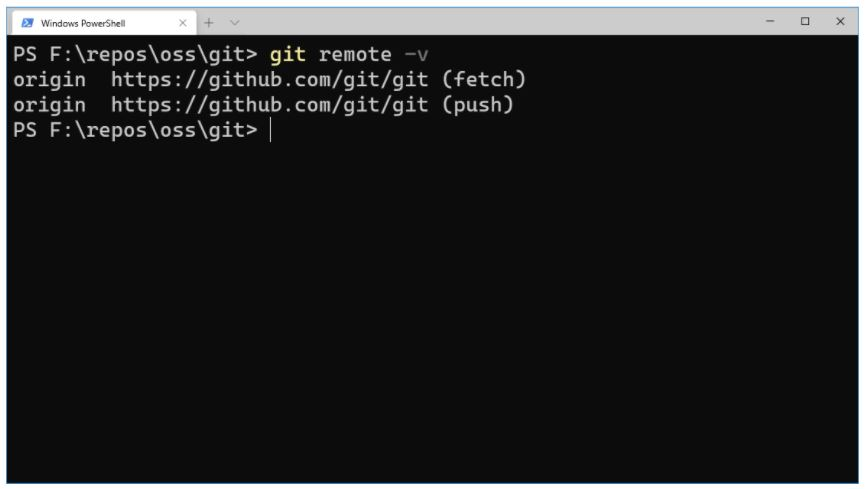 Windows PowerShell
PS F:\repos\oss\git> git remote -v
origin  https://github.com/git/git (fetch)
origin  https://github.com/git/git (push)
PS F:\repos\oss\git>